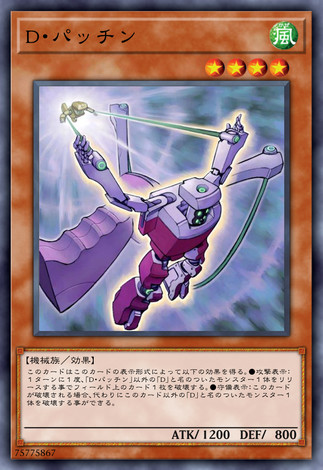 D・パッチン
風
【機械族／効果】
このカードはこのカードの表示形式によって以下の効果を得る。●攻撃表示：
１ターンに１度、「D・パッチン」以外の「D」と名のついたモンスター１体をリリ
ースする事でフィールド上のカード１枚を破壊する。●守備表示：このカード
が破壊される場合、代わりにこのカード以外の「D」と名のついたモンスター１
体を破壊する事ができる。
ATK/1200 DEF/ 800
75775867